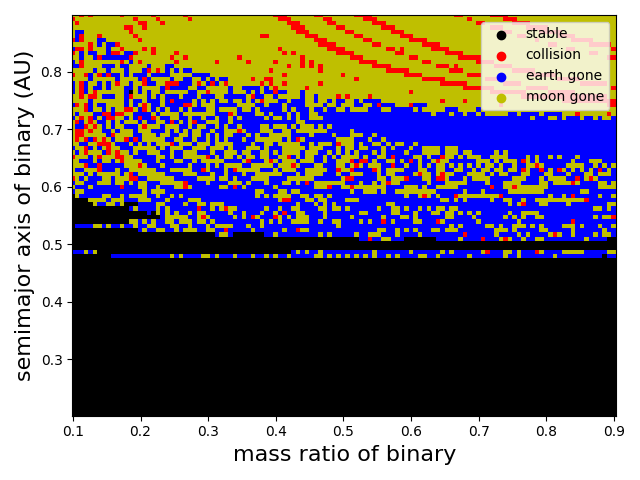 stable
collision
earth gone
moon gone
0.8
0.7
0.6
0.5
0.4
0.3
semimajor axis of binary (AU)
0.1 0.2 0.3 0.4 0.5 0.6 0.7 0.8 0.9
mass ratio of binary